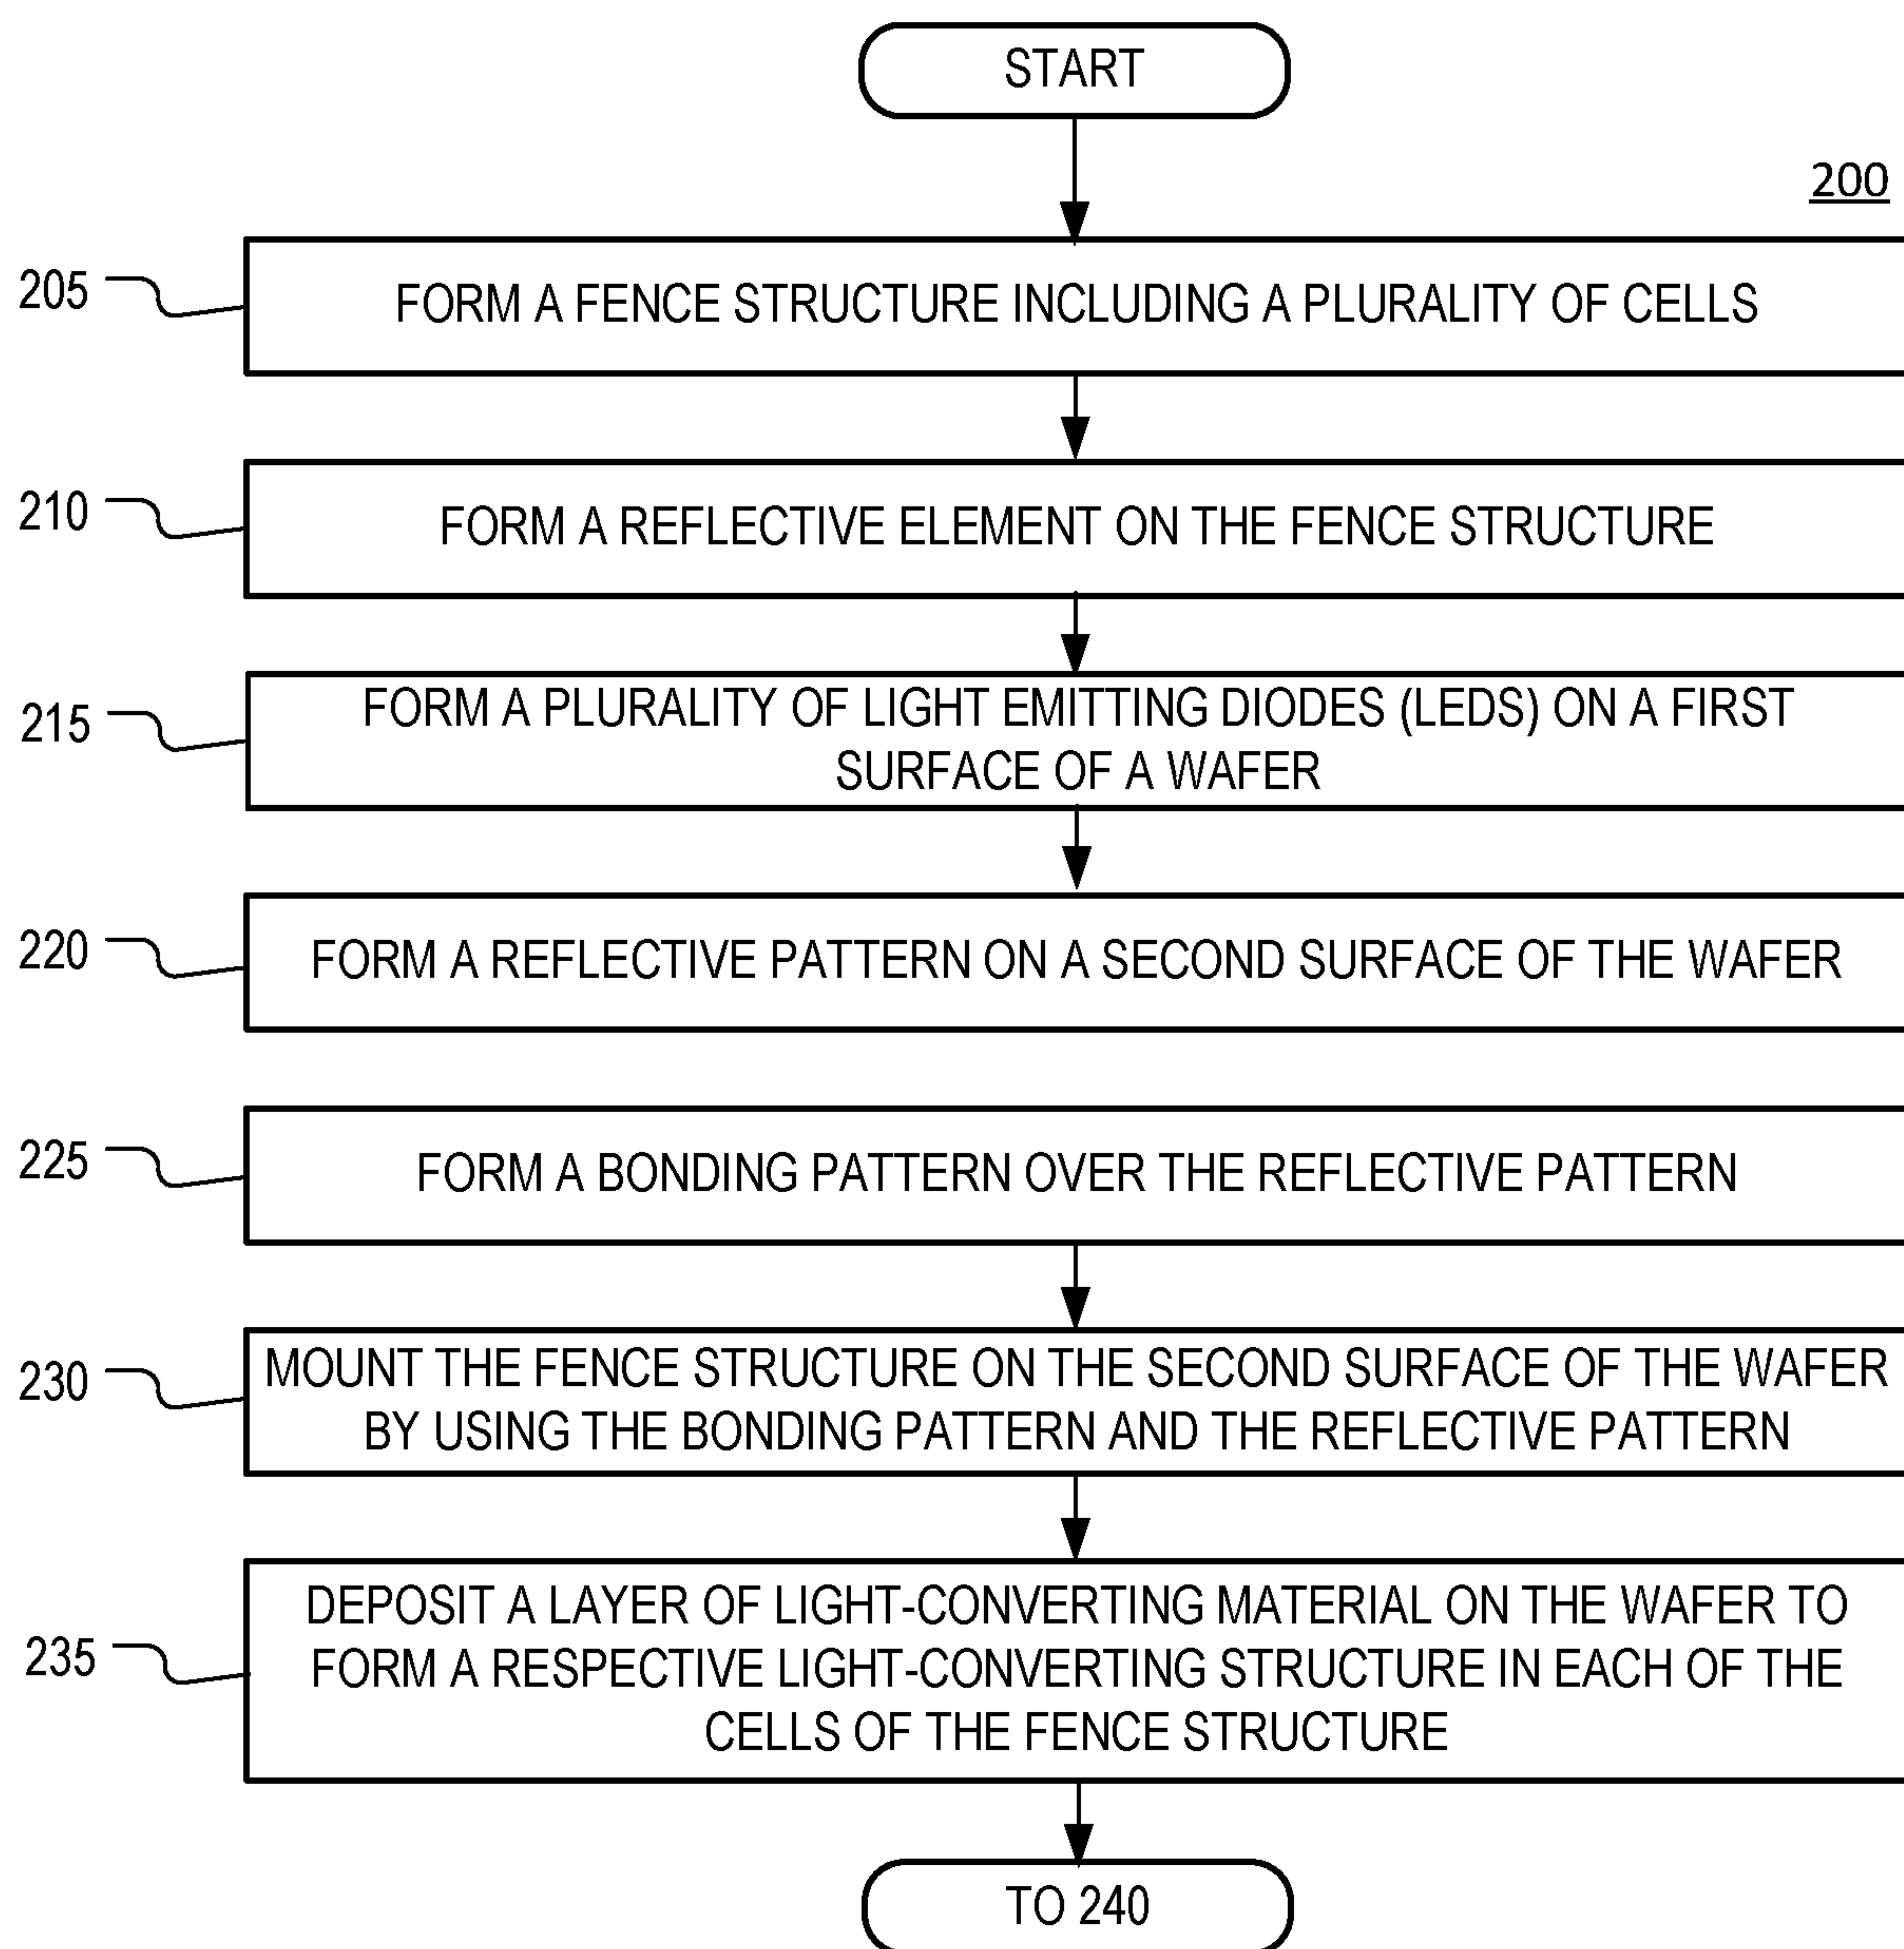 START
200
205
FORM A FENCE STRUCTURE INCLUDING A PLURALITY OF CELLS
210
FORM A REFLECTIVE ELEMENT ON THE FENCE STRUCTURE
215
FORM A PLURALITY OF LIGHT EMITTING DIODES (LEDS) ON A FIRST
SURFACE OF A WAFER
220
FORM A REFLECTIVE PATTERN ON A SECOND SURFACE OF THE WAFER
225
FORM A BONDING PATTERN OVER THE REFLECTIVE PATTERN
230
MOUNT THE FENCE STRUCTURE ON THE SECOND SURFACE OF THE WAFER
BY USING THE BONDING PATTERN AND THE REFLECTIVE PATTERN
235
DEPOSIT A LAYER OF LIGHT-CONVERTING MATERIAL ON THE WAFER TO
FORM A RESPECTIVE LIGHT-CONVERTING STRUCTURE IN EACH OF THE
CELLS OF THE FENCE STRUCTURE
TO 240